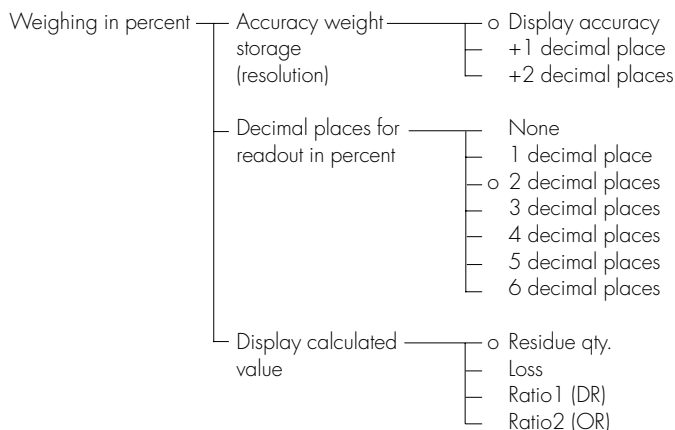 Weighing in percent
Accuracy weight
storage
(resolution)
o Display accuracy
+1 decimal place
+2 decimal places
Decimal places for
readout in percent
None
1 decimal place
o 2 decimal places
3 decimal places
4 decimal places
5 decimal places
6 decimal places
Display calculated
value
o Residue qty.
Loss
Ratio1 (DR)
Ratio2 (OR)